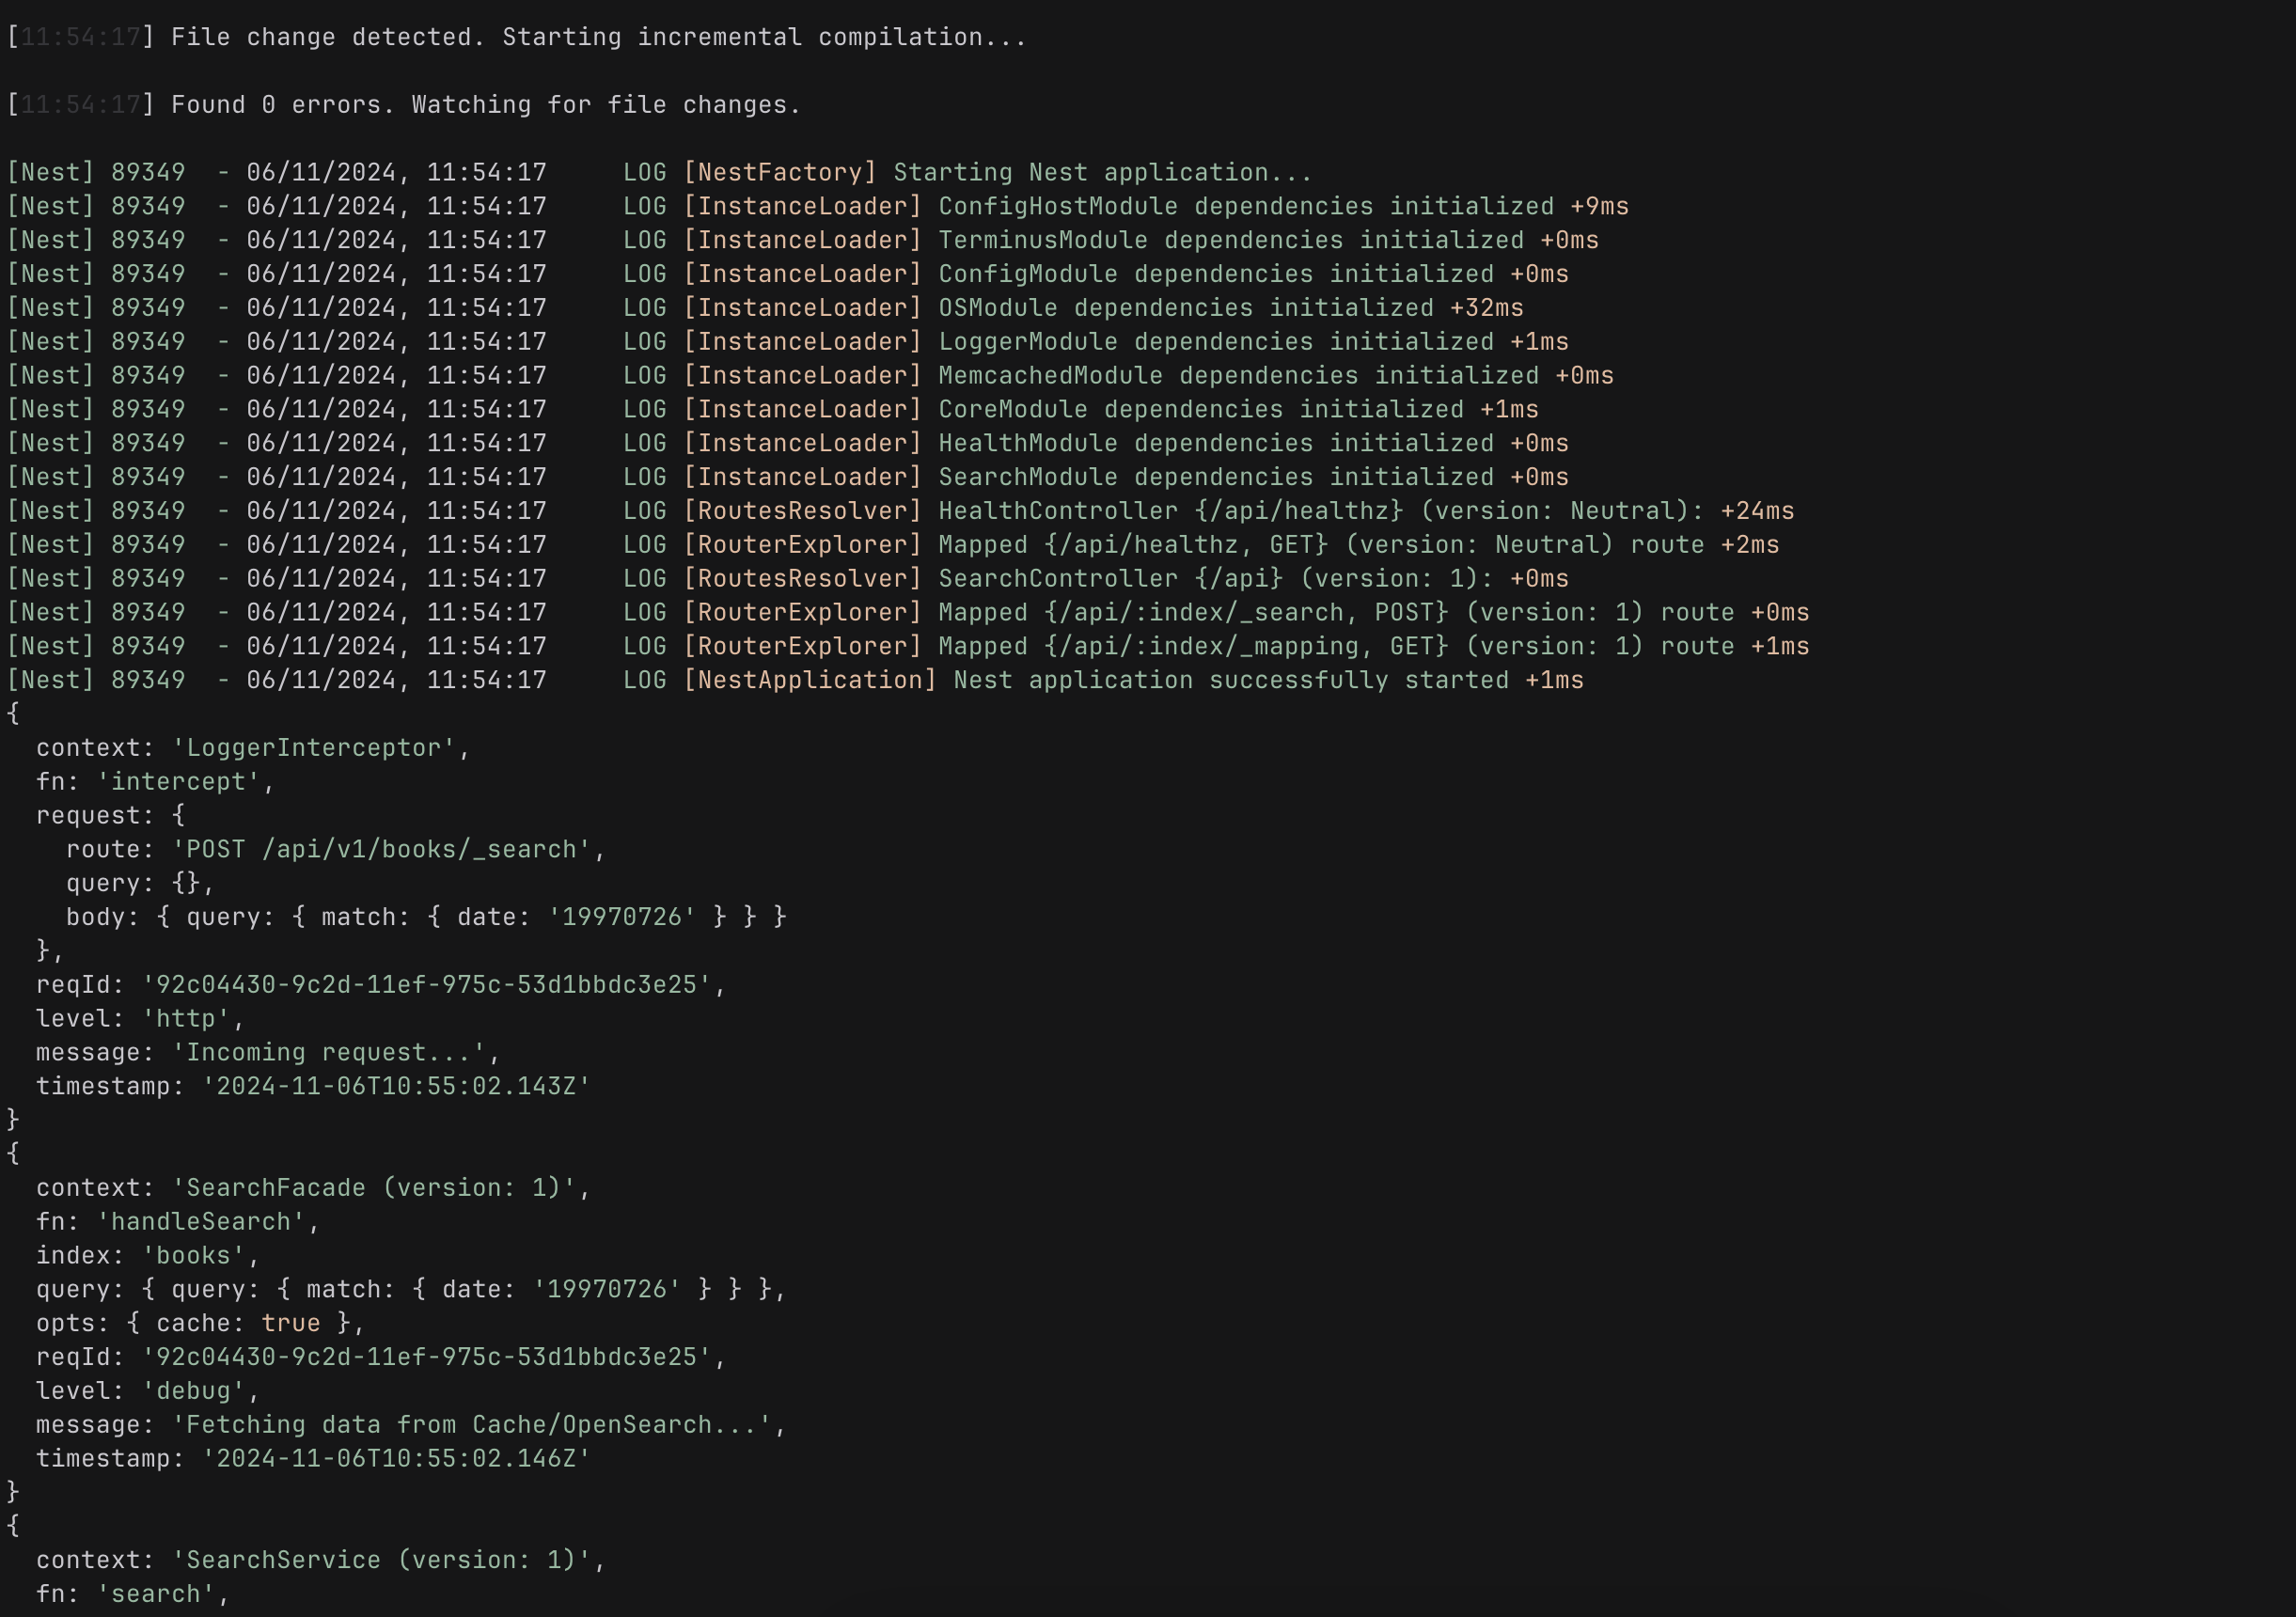 [11:54:17] File change detected. Starting incremental compilation...
[11:54:17] Found 0 errors. Watching for file changes.
[Nest] 89349  - 06/11/2024, 11:54:17     LOG [NestFactory] Starting Nest application...
[Nest] 89349  - 06/11/2024, 11:54:17     LOG [InstanceLoader] ConfigHostModule dependencies initialized +9ms
[Nest] 89349  - 06/11/2024, 11:54:17     LOG [InstanceLoader] TerminusModule dependencies initialized +0ms
[Nest] 89349  - 06/11/2024, 11:54:17     LOG [InstanceLoader] ConfigModule dependencies initialized +0ms
[Nest] 89349  - 06/11/2024, 11:54:17     LOG [InstanceLoader] OSModule dependencies initialized +32ms
[Nest] 89349  - 06/11/2024, 11:54:17     LOG [InstanceLoader] LoggerModule dependencies initialized +1ms
[Nest] 89349  - 06/11/2024, 11:54:17     LOG [InstanceLoader] MemcachedModule dependencies initialized +0ms
[Nest] 89349  - 06/11/2024, 11:54:17     LOG [InstanceLoader] CoreModule dependencies initialized +1ms
[Nest] 89349  - 06/11/2024, 11:54:17     LOG [InstanceLoader] HealthModule dependencies initialized +0ms
[Nest] 89349  - 06/11/2024, 11:54:17     LOG [InstanceLoader] SearchModule dependencies initialized +0ms
[Nest] 89349  - 06/11/2024, 11:54:17     LOG [RoutesResolver] HealthController {/api/healthz} (version: Neutral): +24ms
[Nest] 89349  - 06/11/2024, 11:54:17     LOG [RouterExplorer] Mapped {/api/healthz, GET} (version: Neutral) route +2ms
[Nest] 89349  - 06/11/2024, 11:54:17     LOG [RoutesResolver] SearchController {/api} (version: 1): +0ms
[Nest] 89349  - 06/11/2024, 11:54:17     LOG [RouterExplorer] Mapped {/api/:index/_search, POST} (version: 1) route +0ms
[Nest] 89349  - 06/11/2024, 11:54:17     LOG [RouterExplorer] Mapped {/api/:index/_mapping, GET} (version: 1) route +1ms
[Nest] 89349  - 06/11/2024, 11:54:17     LOG [NestApplication] Nest application successfully started +1ms
{
  context: 'LoggerInterceptor',
  fn: 'intercept',
  request: {
    route: 'POST /api/v1/books/_search',
    query: {},
    body: { query: { match: { date: '19970726' } } }
  },
  reqId: '92c04430-9c2d-11ef-975c-53d1bbdc3e25',
  level: 'http',
  message: 'Incoming request...',
  timestamp: '2024-11-06T10:55:02.143Z'
}
{
  context: 'SearchFacade (version: 1)',
  fn: 'handleSearch',
  index: 'books',
  query: { query: { match: { date: '19970726' } } },
  opts: { cache: true },
  reqId: '92c04430-9c2d-11ef-975c-53d1bbdc3e25',
  level: 'debug',
  message: 'Fetching data from Cache/OpenSearch...',
  timestamp: '2024-11-06T10:55:02.146Z'
}
{
  context: 'SearchService (version: 1)',
  fn: 'search',